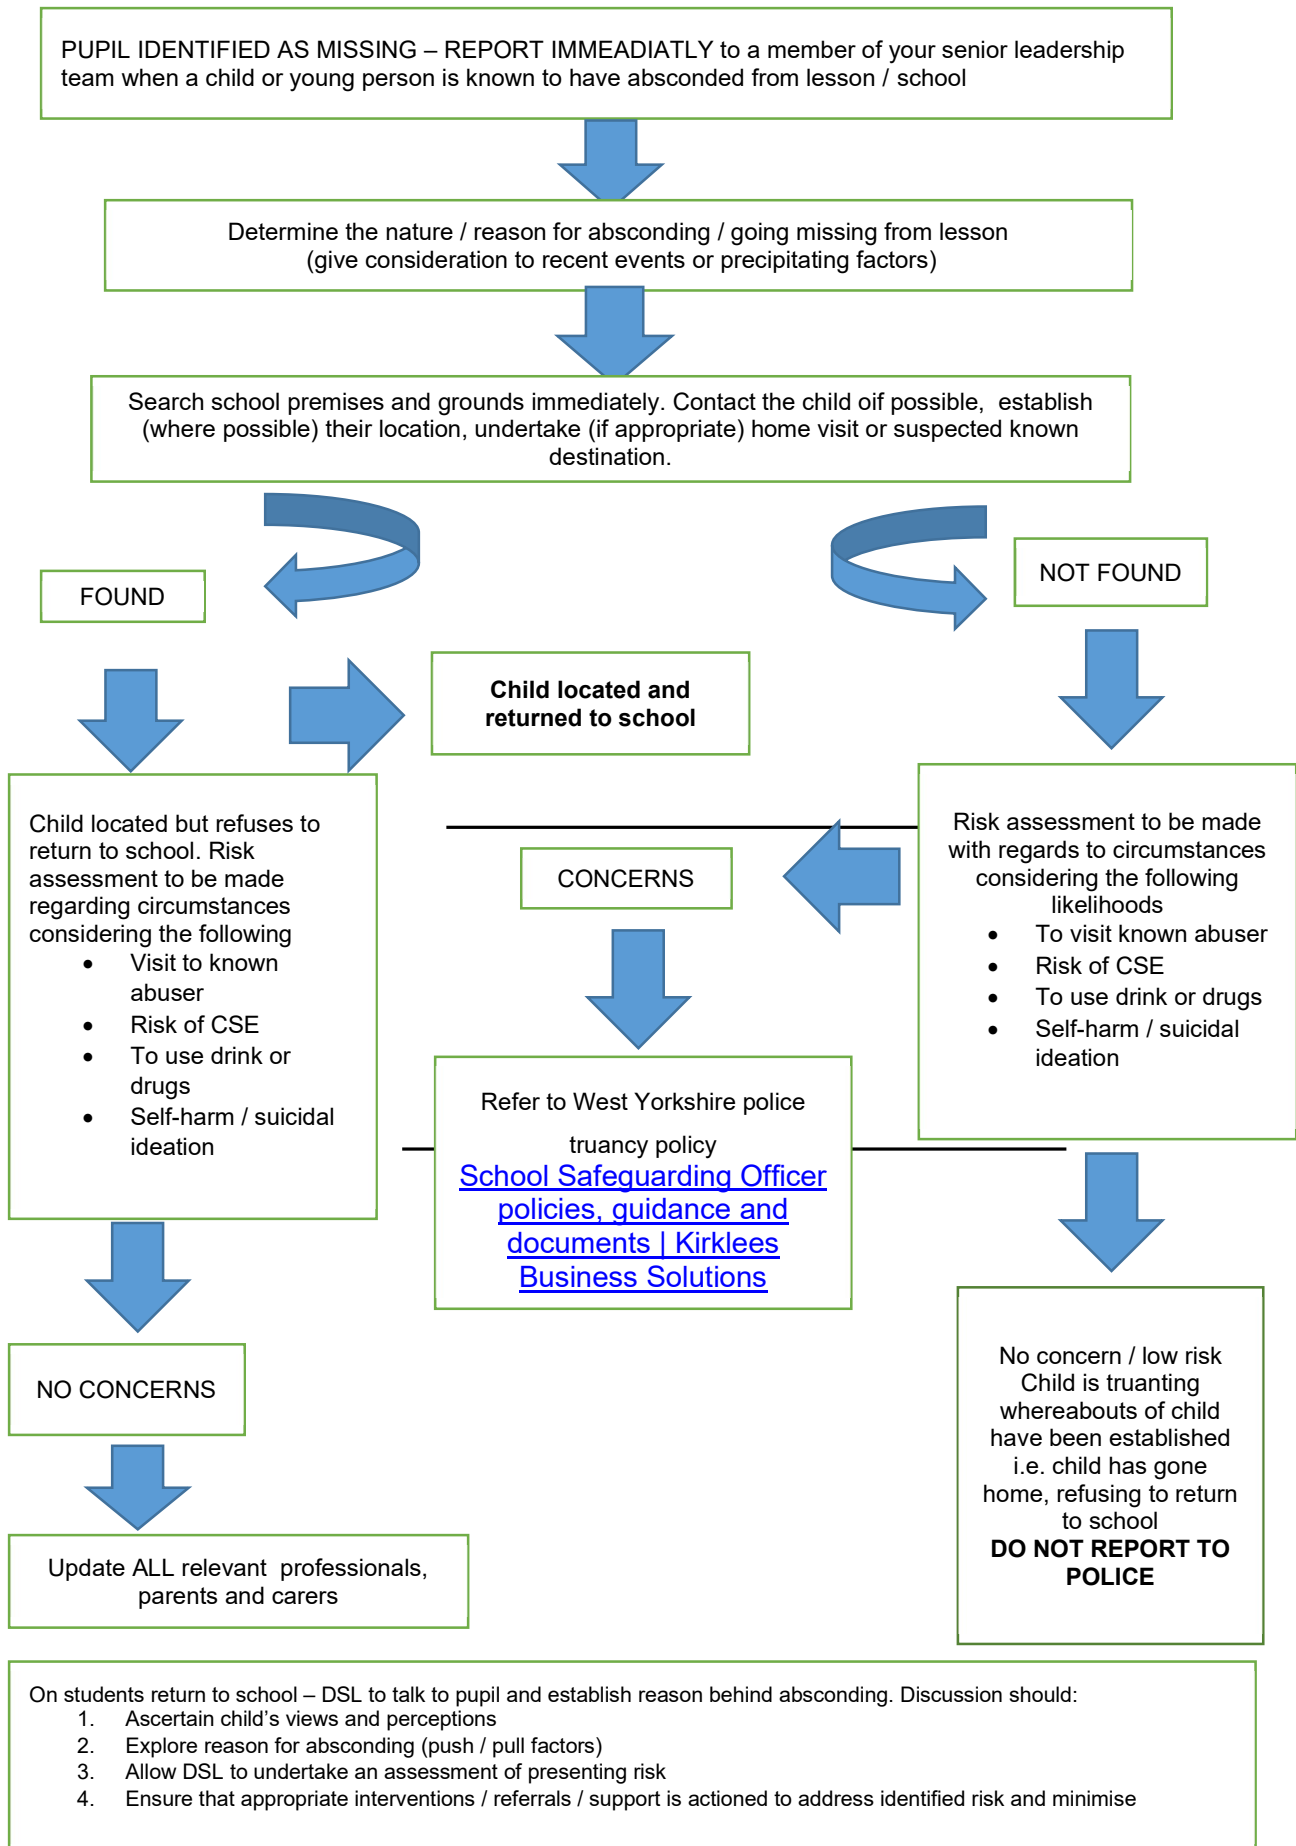 PUPIL IDENTIFIED AS MISSING – REPORT IMMEADIATLY to a member of your senior leadership
team when a child or young person is known to have absconded from lesson / school
Determine the nature / reason for absconding / going missing from lesson
(give consideration to recent events or precipitating factors)
Search school premises and grounds immediately. Contact the child oif possible, establish
(where possible) their location, undertake (if appropriate) home visit or suspected known
destination.
FOUND
NOT FOUND
Child located and
returned to school
Child located but refuses to
return to school. Risk
assessment to be made
regarding circumstances
considering the following
• Visit to known
abuser
• Risk of CSE
• To use drink or
drugs
• Self-harm / suicidal
ideation
CONCERNS
Risk assessment to be made
with regards to circumstances
considering the following
likelihoods
• To visit known abuser
• Risk of CSE
• To use drink or drugs
• Self-harm / suicidal
ideation
Refer to West Yorkshire police
truancy policy
School Safeguarding Officer
policies, guidance and
documents | Kirklees
Business Solutions
NO CONCERNS
No concern / low risk
Child is truanting
whereabouts of child
have been established
i.e. child has gone
home, refusing to return
to school
DO NOT REPORT TO
POLICE
Update ALL relevant professionals,
parents and carers
On students return to school – DSL to talk to pupil and establish reason behind absconding. Discussion should:
1. Ascertain child's views and perceptions
2. Explore reason for absconding (push / pull factors)
3. Allow DSL to undertake an assessment of presenting risk
4. Ensure that appropriate interventions / referrals / support is actioned to address identified risk and minimise